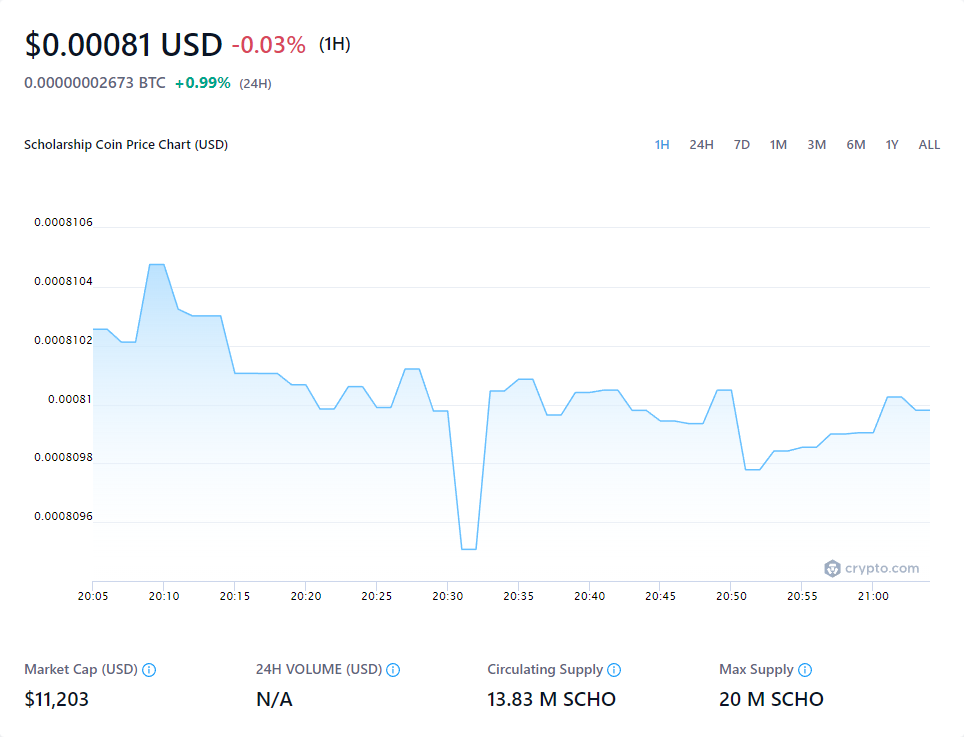 $0.00081 USD -0.03% (1H)
0.00000002673 BTC +0.99% (24H)
Scholarship Coin Price Chart (USD) 1H 24H 7D 1M 3M 6M 1Y ALL
0.0008106
0.0008104
0.0008102
0.00081
0.0008098
0.0008096
crypto.com
20:05 20:10 20:15 20:20 20:25 20:30 20:35 20:40 20:45 20:50 20:55 21:00
Market Cap (USD) 24H VOLUME (USD) Circulating Supply Max Supply
$11,203 N/A 13.83 M SCHO 20 M SCHO